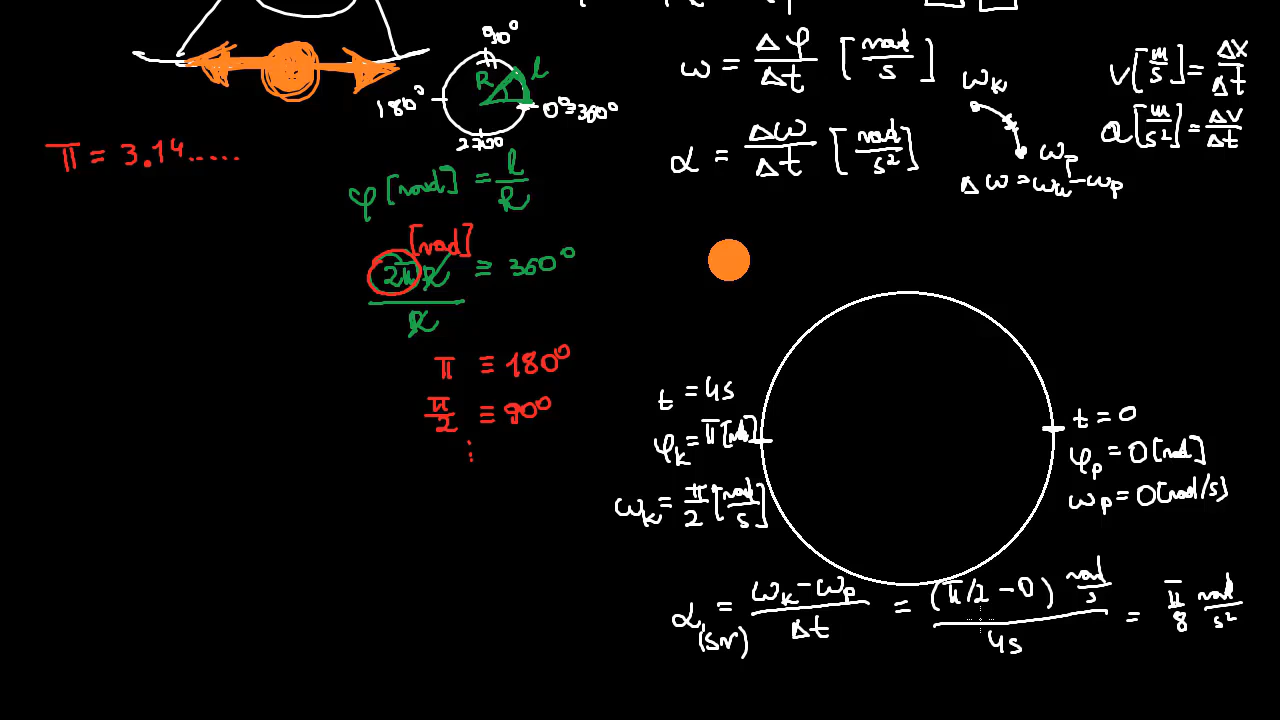 90°
R l
180° 0°≡360°
270°
π = 3.14.....
φ [rad] = l/R
[rad]
2πR/R ≡ 360°
π ≡ 180°
π/2 ≡ 90°
⋮
ω = Δφ/Δt [rad/s]
α = Δω/Δt [rad/s²]
ωk
ωp
Δω = ωk - ωp
v[m/s] = Δx/Δt
a[m/s²] = Δv/Δt
t = 4s
φk = π[rad]
ωk = π/2 [rad/s]
t = 0
φp = 0[rad]
ωp = 0[rad/s]
α(sr) = (ωk - ωp)/Δt = (π/2 - 0) rad/s / 4s = π/8 rad/s²